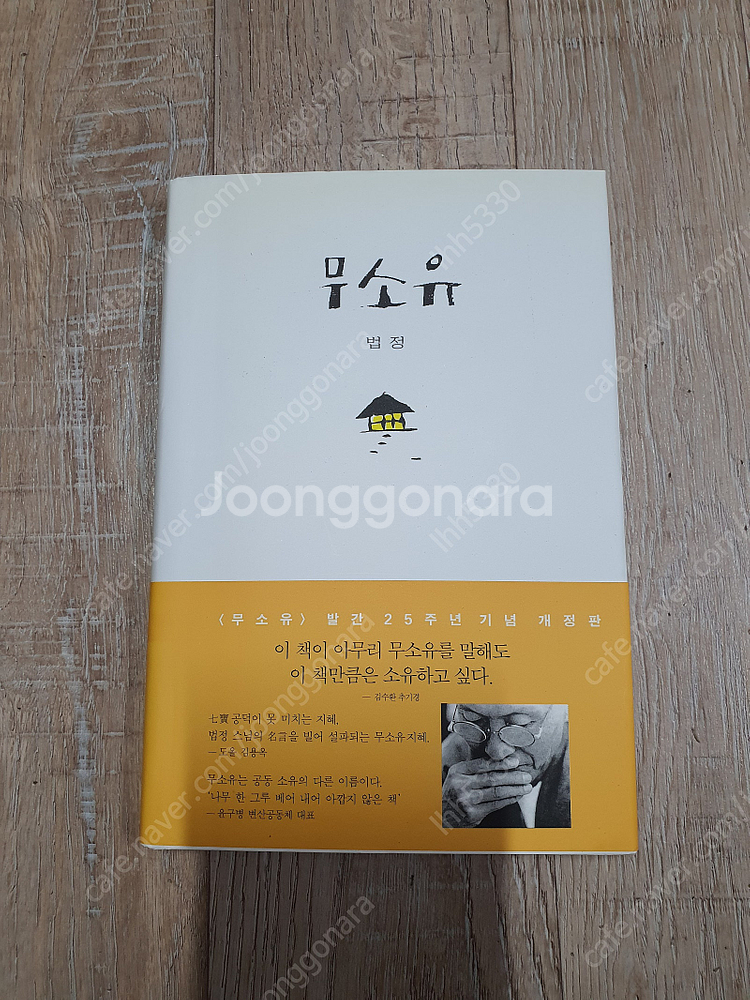 무소유
법정
Joonggonara
〈무소유〉 발간 25주년 기념 개정판
이 책이 아무리 무소유를 말해도
이 책만큼은 소유하고 싶다.
— 김수환 추기경
七寶 공덕이 못 미치는 지혜,
법정 스님의 名言을 빌어 설파되는 무소유지혜.
— 도올 김용옥
무소유는 공동 소유의 다른 이름이다.
'나무 한 그루 베어 내어 아깝지 않은 책'
— 윤구병 변산공동체 대표
cafe.naver.com/joonggonara
lhh5330